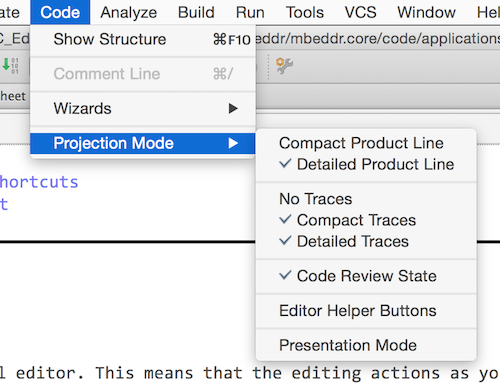 ate Code Analyze Build Run Tools VCS Window Hel
C_Ed Show Structure ⌘F10 eddr/mbeddr.core/code/applications
Comment Line ⌘/
heet Wizards ▶
Projection Mode ▶
Compact Product Line
✓ Detailed Product Line
hortcuts
No Traces
t ✓ Compact Traces
✓ Detailed Traces
✓ Code Review State
Editor Helper Buttons
Presentation Mode
l editor. This means that the editing actions as yo